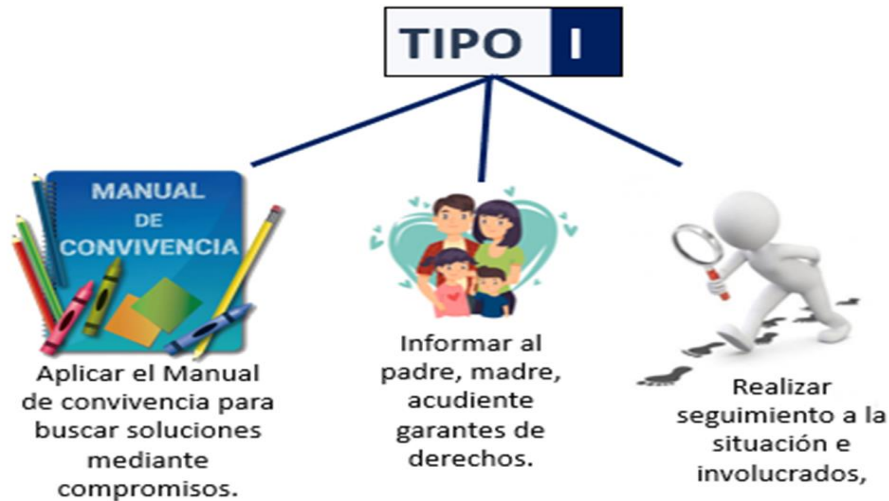 TIPO I
MANUAL
DE
CONVIVENCIA
Aplicar el Manual
de convivencia para
buscar soluciones
mediante
compromisos.
Informar al
padre, madre,
acudiente
garantes de
derechos.
Realizar
seguimiento a la
situación e
involucrados,